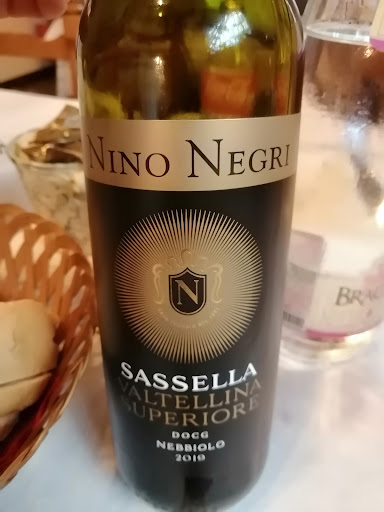 NINO NEGRI
N
SASSELLA
VALTELLINA
SUPERIORE
DOCG
NEBBIOLO
2019